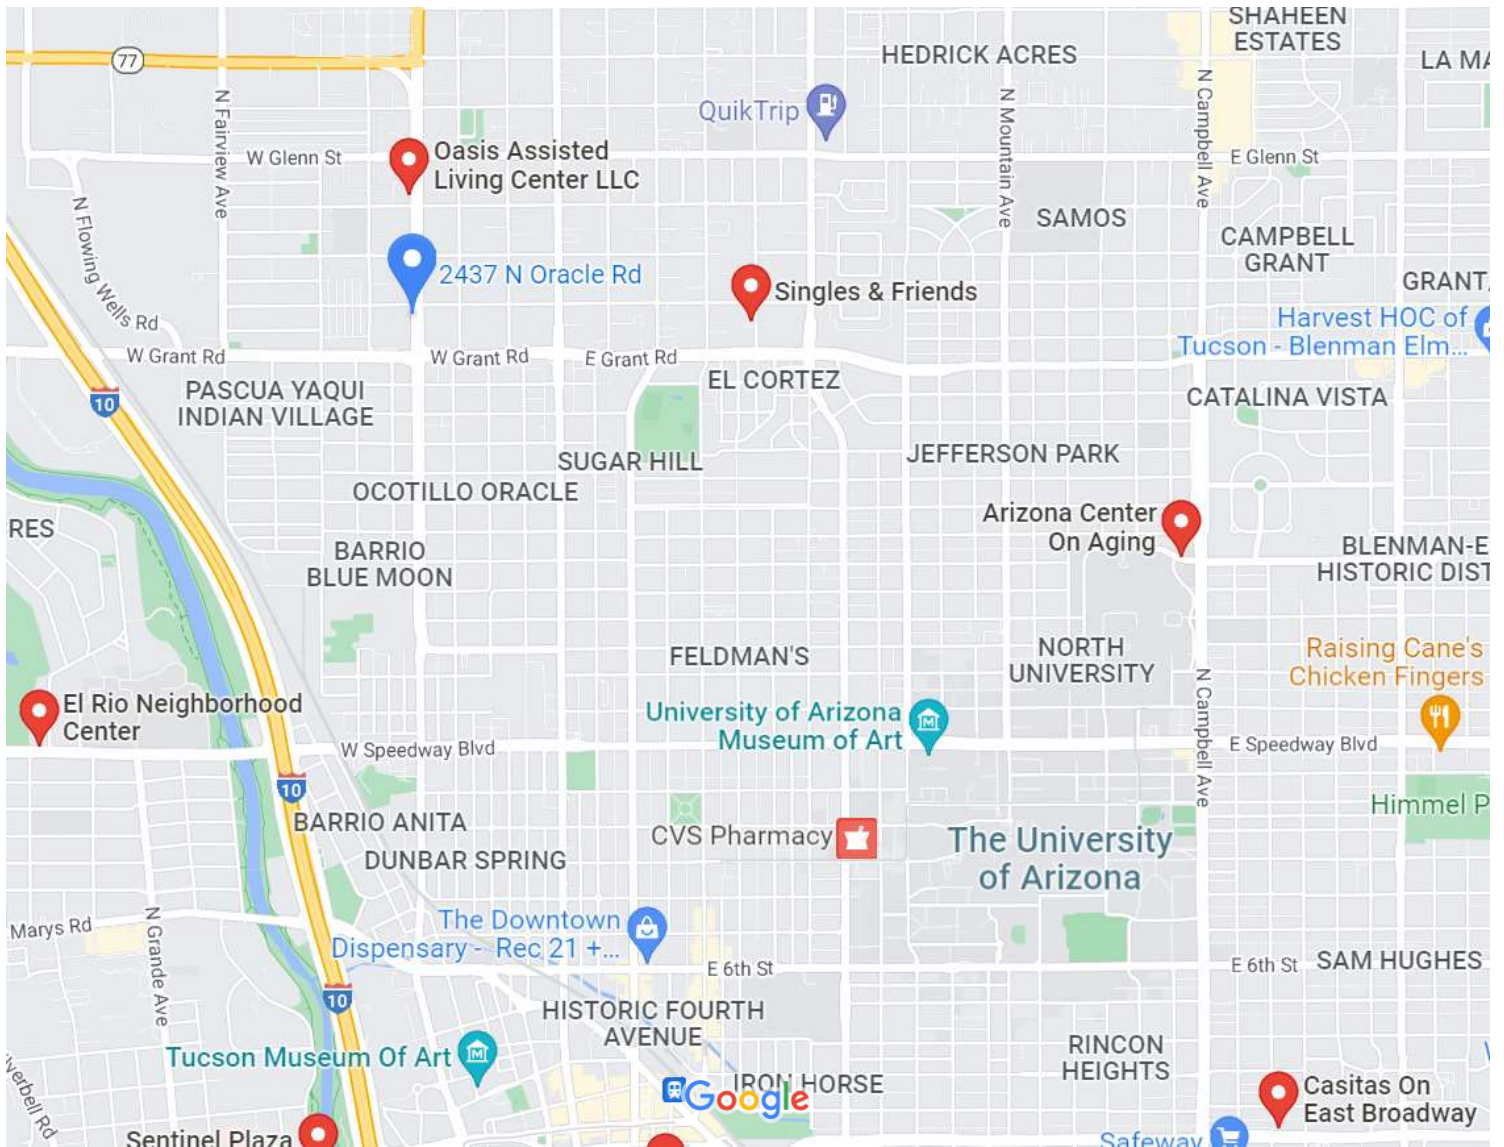 SHAHEEN
ESTATES
HEDRICK ACRES
LA MA
77
N Fairview Ave
N Mountain Ave
N Campbell Ave
QuikTrip
W Glenn St
Oasis Assisted
Living Center LLC
E Glenn St
N Flowing Wells Rd
SAMOS
CAMPBELL
GRANT
2437 N Oracle Rd
Singles & Friends
GRANT/
Harvest HOC of
Tucson - Blenman Elm...
W Grant Rd
W Grant Rd
E Grant Rd
PASCUA YAQUI
INDIAN VILLAGE
EL CORTEZ
CATALINA VISTA
10
SUGAR HILL
JEFFERSON PARK
OCOTILLO ORACLE
RES
Arizona Center
On Aging
BARRIO
BLUE MOON
BLENMAN-E
HISTORIC DIST
FELDMAN'S
NORTH
UNIVERSITY
Raising Cane's
Chicken Fingers
N Campbell Ave
El Rio Neighborhood
Center
University of Arizona
Museum of Art
W Speedway Blvd
E Speedway Blvd
10
Himmel P
BARRIO ANITA
CVS Pharmacy
The University
of Arizona
DUNBAR SPRING
Marys Rd
N Grande Ave
The Downtown
Dispensary - Rec 21 +...
E 6th St
E 6th St
SAM HUGHES
10
HISTORIC FOURTH
AVENUE
Tucson Museum Of Art
RINCON
HEIGHTS
IRON HORSE
Google
Casitas On
East Broadway
lverbell Rd
Sentinel Plaza
Safeway